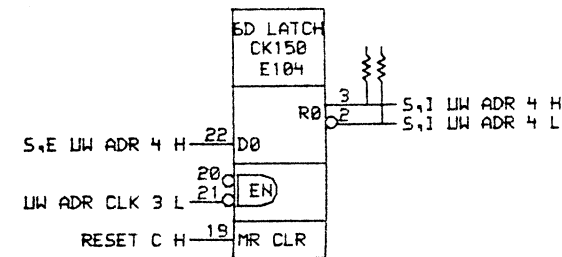 6D LATCH
CK150
E104
R0
3 S,I UW ADR 4 H
2 S,I UW ADR 4 L
S,E UW ADR 4 H 22 D0
20
21 EN
UW ADR CLK 3 L
RESET C H 19 MR CLR